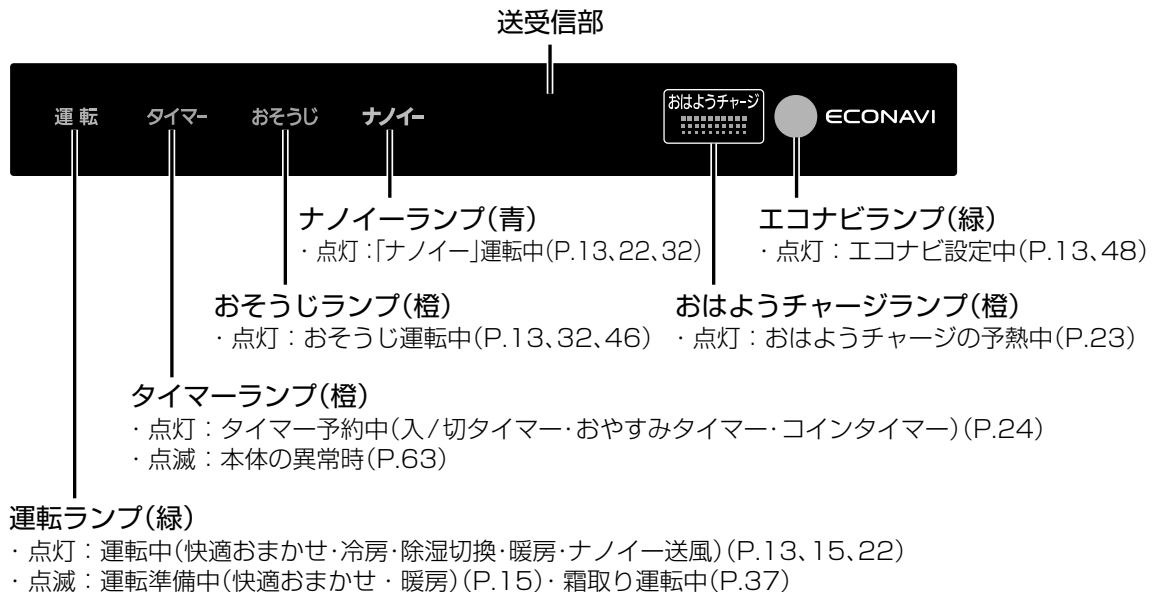 送受信部
運転 タイマー おそうじ ナノイー おはようチャージ ECONAVI
ナノイーランプ(青)
・点灯:「ナノイー」運転中(P.13、22、32)
エコナビランプ(緑)
・点灯:エコナビ設定中(P.13、48)
おそうじランプ(橙)
・点灯:おそうじ運転中(P.13、32、46)
おはようチャージランプ(橙)
・点灯:おはようチャージの予熱中(P.23)
タイマーランプ(橙)
・点灯:タイマー予約中(入/切タイマー・おやすみタイマー・コインタイマー)(P.24)
・点滅:本体の異常時(P.63)
運転ランプ(緑)
・点灯:運転中(快適おまかせ・冷房・除湿切換・暖房・ナノイー送風)(P.13、15、22)
・点滅:運転準備中(快適おまかせ・暖房)(P.15)・霜取り運転中(P.37)